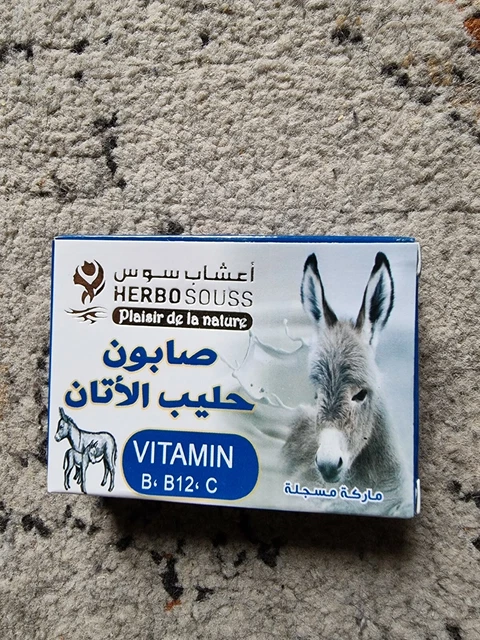 أعشاب سوس
HERBO SOUSS
Plaisir de la nature
صابون
حليب الأتان
VITAMIN
B، B12، C
ماركة مسجلة